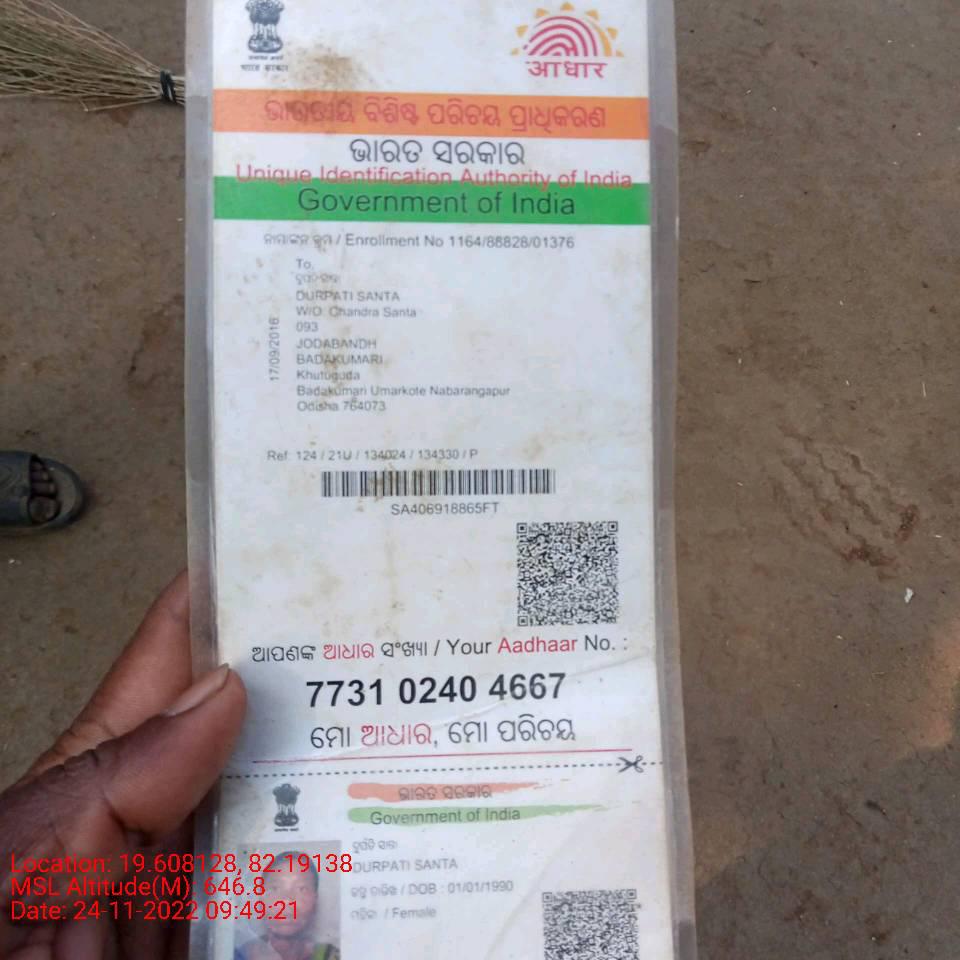 आधार
ଭାରତୀୟ ବିଶିଷ୍ଟ ପରିଚୟ ପ୍ରାଧିକରଣ
ଭାରତ ସରକାର
Unique Identification Authority of India
Government of India
ନାମାଙ୍କନ କ୍ରମ / Enrollment No 1164/88828/01376
To,
DURPATI SANTA
W/O: Chandra Santa
093
JODABANDH
BADAKUMARI
Khutuguda
Badakumari Umarkote Nabarangapur
Odisha 764073
17/09/2016
Ref: 124 / 21U / 134024 / 134330 / P
SA406918865FT
ଆପଣଙ୍କ ଆଧାର ସଂଖ୍ୟା / Your Aadhaar No. :
7731 0240 4667
ମୋ ଆଧାର, ମୋ ପରିଚୟ
ଭାରତ ସରକାର
Government of India
DURPATI SANTA
ଜନ୍ମ ତାରିଖ / DOB : 01/01/1990
ମହିଳା / Female
Location: 19.608128, 82.19138
MSL Altitude(M): 646.8
Date: 24-11-2022 09:49:21